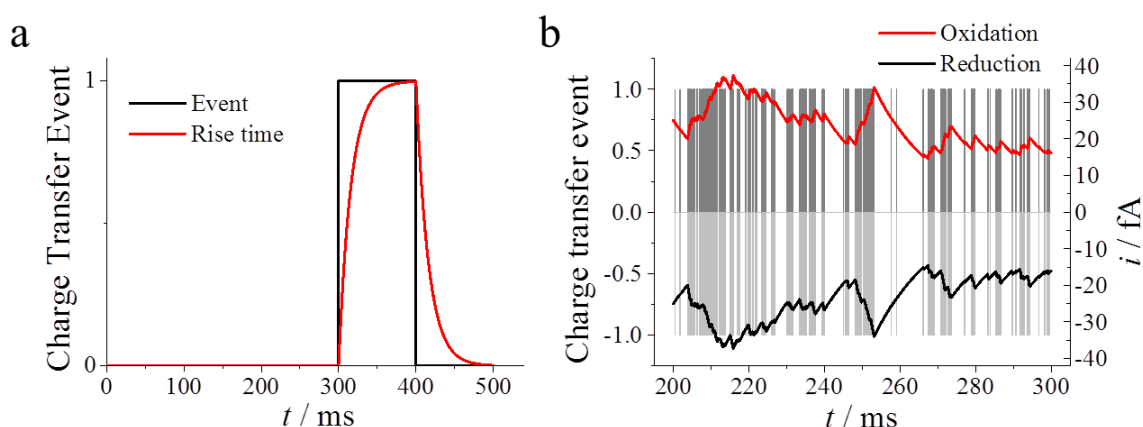 a
Charge Transfer Event
1
0
Event
Rise time
0 100 200 300 400 500
t / ms
b
Oxidation
Reduction
Charge transfer event
1.0
0.5
0.0
-0.5
-1.0
40
30
20
10
0
-10
-20
-30
-40
i / fA
200 220 240 260 280 300
t / ms